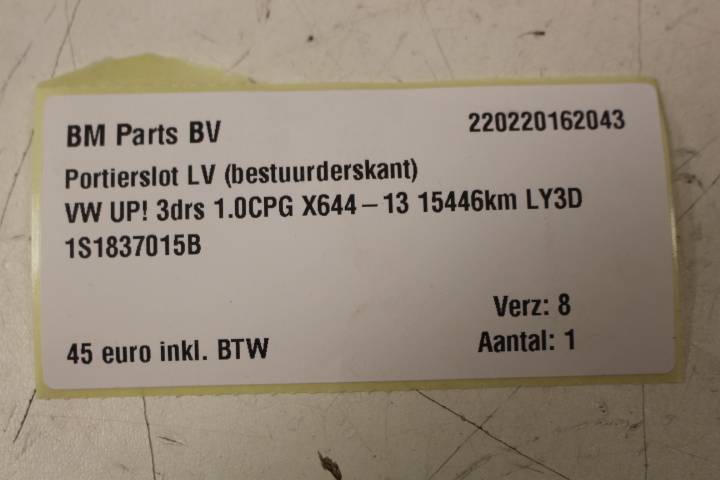 BM Parts BV 220220162043
Portierslot LV (bestuurderskant)
VW UP! 3drs 1.0CPG X644-13 15446km LY3D
1S1837015B
Verz: 8
45 euro inkl. BTW Aantal: 1